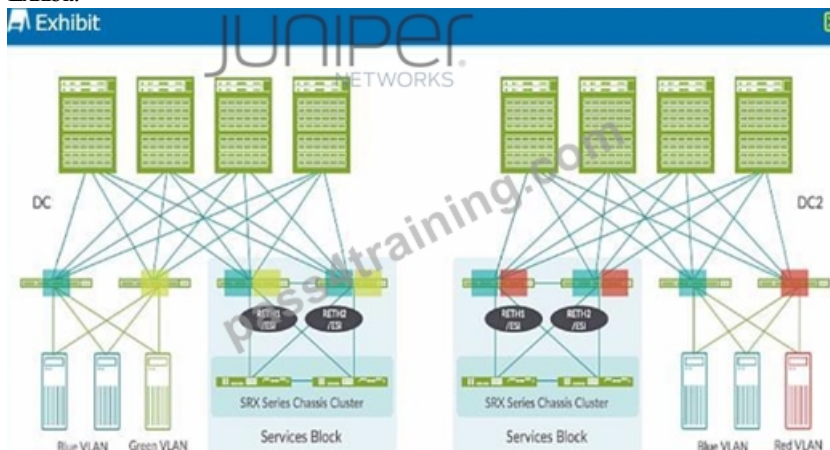 Exhibit
JUNIPER
NETWORKS
DC
DC2
pass4training.com
RETH1
/ESI
RETH2
/ESI
RETH1
/ESI
RETH2
/ESI
SRX Series Chassis Cluster
SRX Series Chassis Cluster
Services Block
Services Block
Blue VLAN
Green VLAN
Blue VLAN
Red VLAN